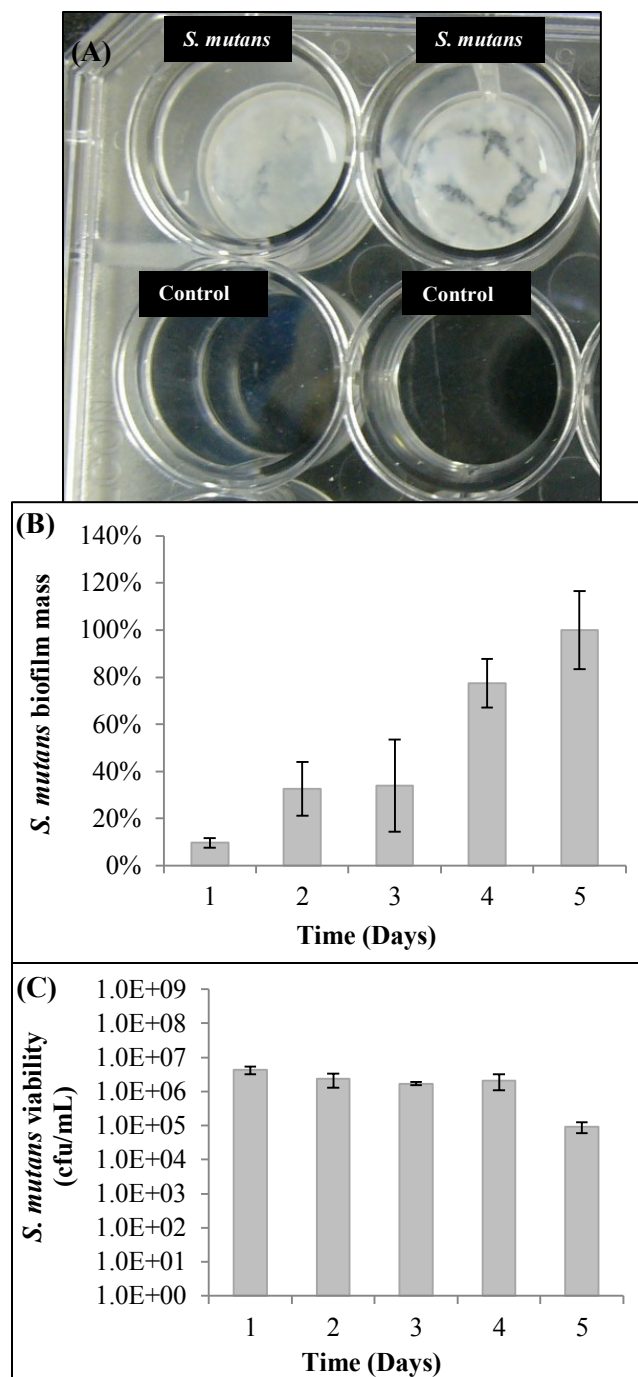 (A)
S. mutans
S. mutans
Control
Control
(B)
S. mutans biofilm mass
140%
120%
100%
80%
60%
40%
20%
0%
1 2 3 4 5
Time (Days)
(C)
S. mutans viability
(cfu/mL)
1.0E+09
1.0E+08
1.0E+07
1.0E+06
1.0E+05
1.0E+04
1.0E+03
1.0E+02
1.0E+01
1.0E+00
1 2 3 4 5
Time (Days)